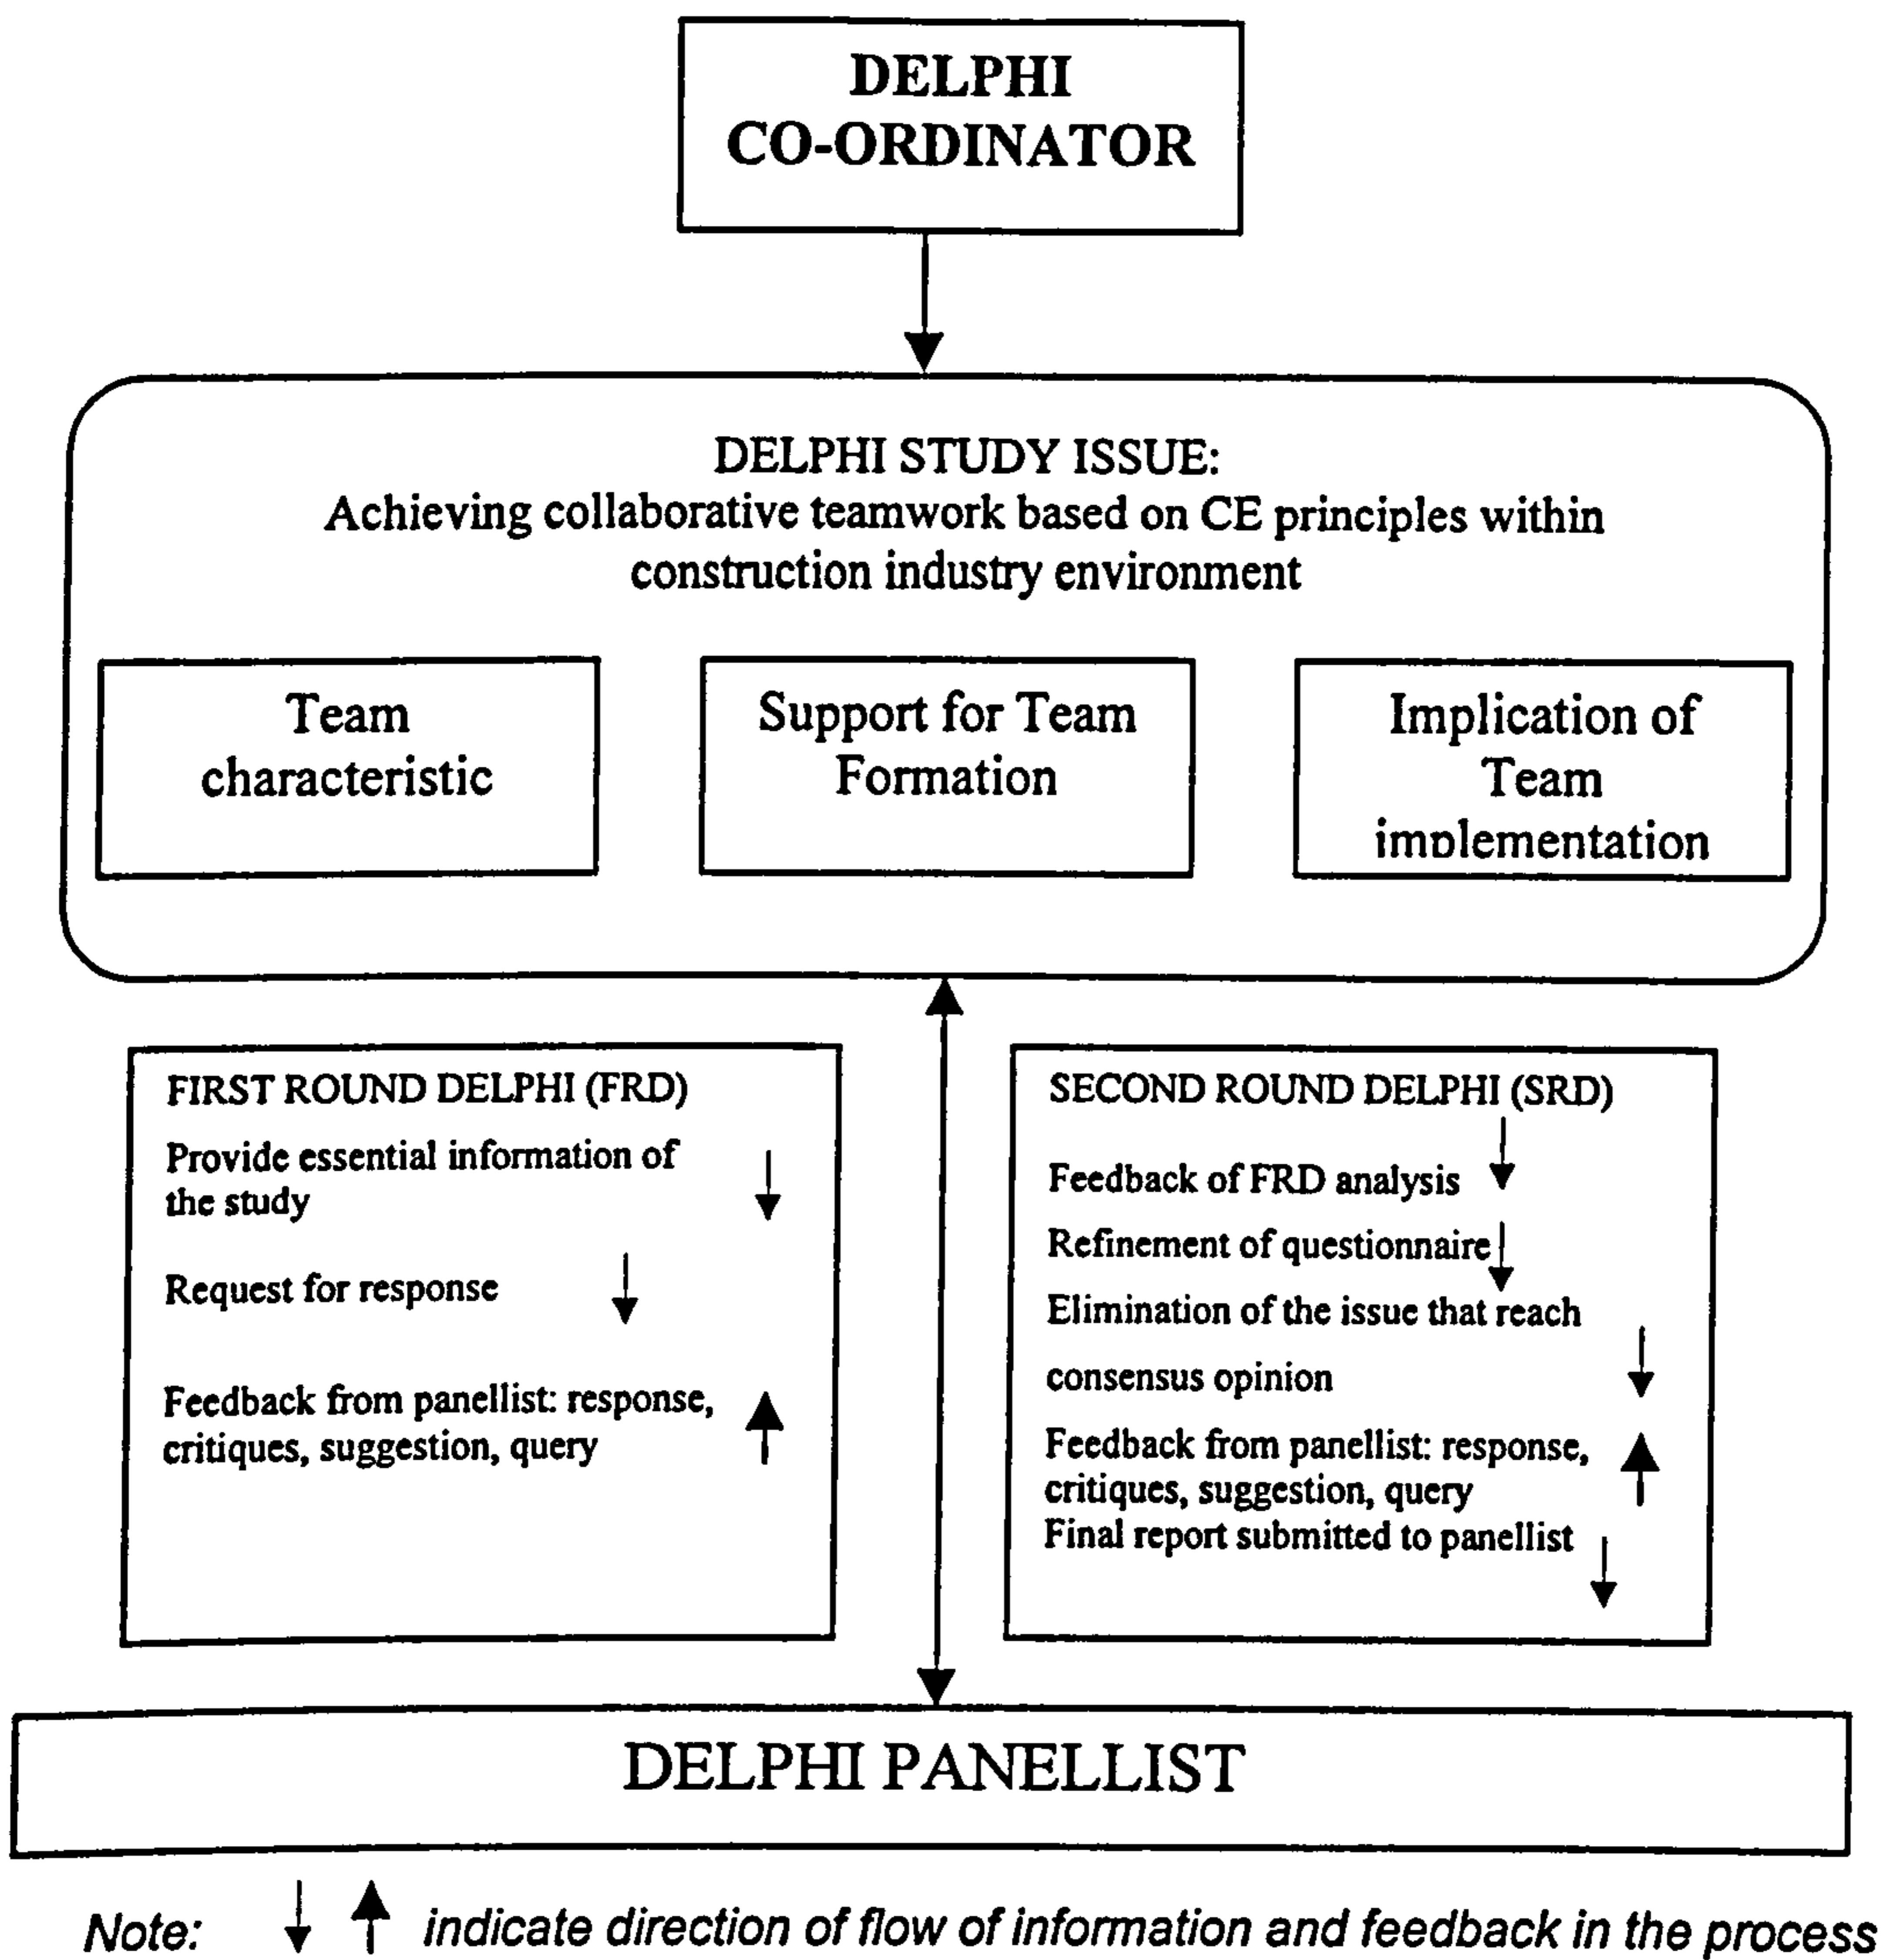 DELPHI
CO-ORDINATOR
DELPHI STUDY ISSUE:
Achieving collaborative teamwork based on CE principles within
construction industry environment
Team
characteristic
Support for Team
Formation
Implication of
Team
implementation
FIRST ROUND DELPHI (FRD)
Provide essential information of
the study
Request for response
Feedback from panellist: response,
critiques, suggestion, query
SECOND ROUND DELPHI (SRD)
Feedback of FRD analysis
Refinement of questionnaire
Elimination of the issue that reach
consensus opinion
Feedback from panellist: response,
critiques, suggestion, query
Final report submitted to panellist
DELPHI PANELLIST
Note: ↓ ↑ indicate direction of flow of information and feedback in the process